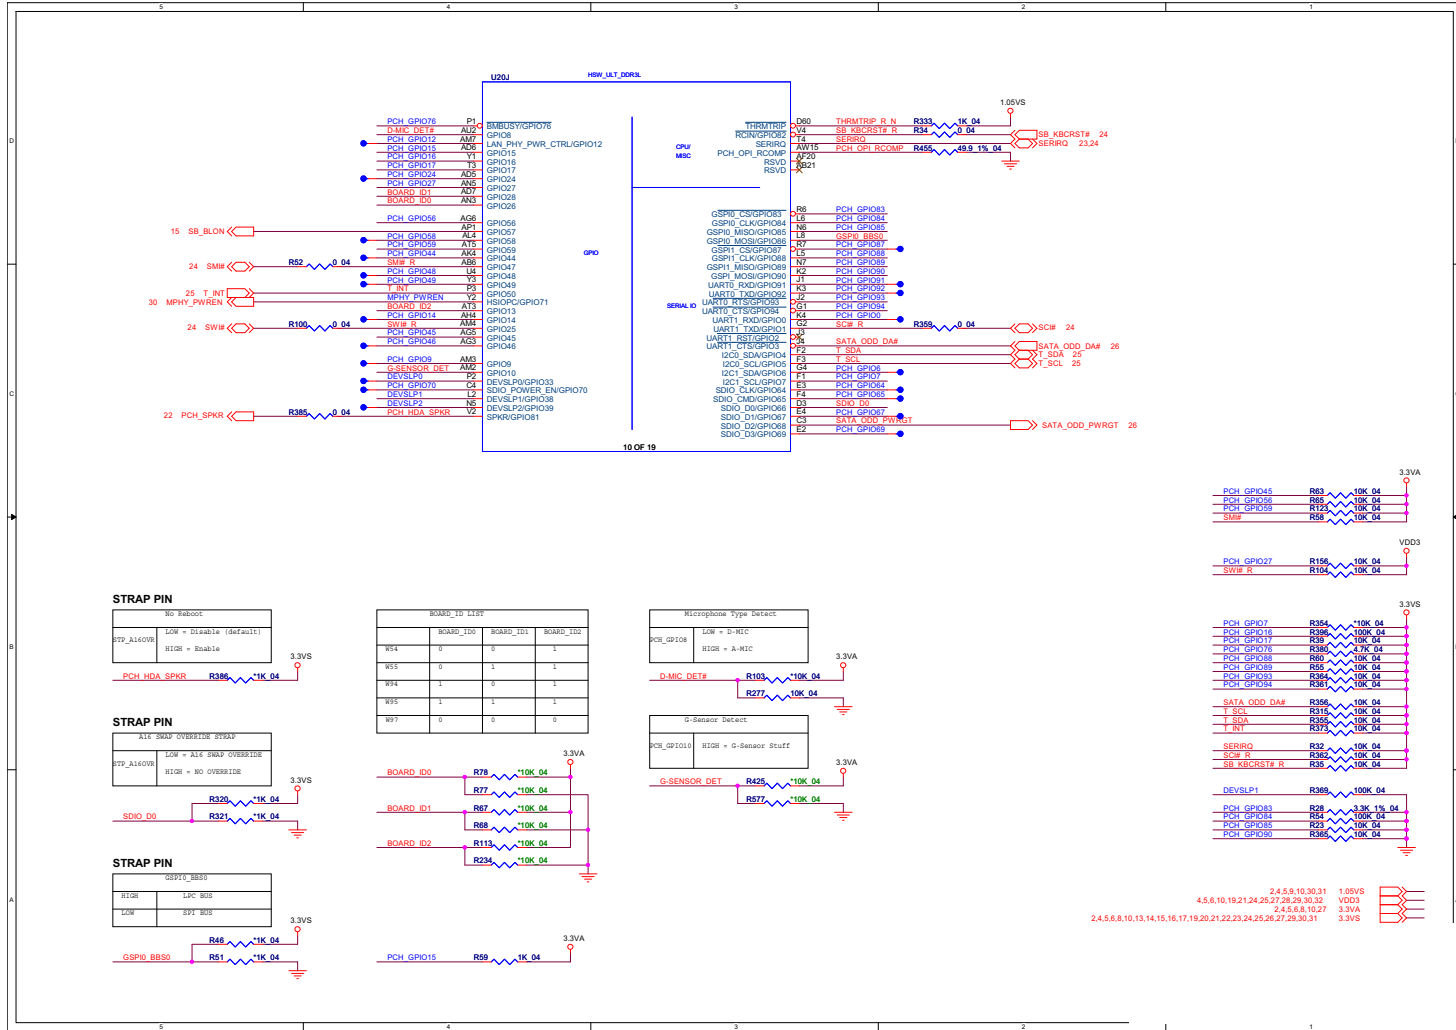 5 4 3 2 1
D
C
B
A
U20J
HSW_ULT_DDR3L
PCH_GPIO76 P1 BMBUSY/GPIO76
D-MIC_DET# AU2 GPIO8
PCH_GPIO12 AM7 LAN_PHY_PWR_CTRL/GPIO12
PCH_GPIO15 AD6 GPIO15
PCH_GPIO16 Y1 GPIO16
PCH_GPIO17 T3 GPIO17
PCH_GPIO24 AD5 GPIO24
PCH_GPIO27 AN5 GPIO27
BOARD_ID1 AD7 GPIO28
BOARD_ID0 AN3 GPIO26
PCH_GPIO56 AG6 GPIO56
15 SB_BLON AP1 GPIO57
PCH_GPIO58 AL4 GPIO58
PCH_GPIO59 AT5 GPIO59
PCH_GPIO44 AK4 GPIO44
24 SMI# R52 0_04 SMI#_R AB6 GPIO47
PCH_GPIO48 U4 GPIO48
PCH_GPIO49 Y3 GPIO49
25 T_INT T_INT P3 GPIO50
30 MPHY_PWREN MPHY_PWREN Y2 HSIOPC/GPIO71
BOARD_ID2 AT3 GPIO13
PCH_GPIO14 AH4 GPIO14
24 SWI# R100 0_04 SWI#_R AM4 GPIO25
PCH_GPIO45 AG5 GPIO45
PCH_GPIO46 AG3 GPIO46
PCH_GPIO9 AM3 GPIO9
G-SENSOR_DET AM2 GPIO10
DEVSLP0 P2 DEVSLP0/GPIO33
PCH_GPIO70 C4 SDIO_POWER_EN/GPIO70
DEVSLP1 L2 DEVSLP1/GPIO38
DEVSLP2 N5 DEVSLP2/GPIO39
22 PCH_SPKR R385 0_04 PCH_HDA_SPKR V2 SPKR/GPIO81
CPU/
MISC
GPIO
SERIAL IO
10 OF 19
1.05VS
THRMTRIP D60 THRMTRIP_R_N R333 1K_04
RCIN/GPIO82 V4 SB_KBCRST#_R R34 0_04 SB_KBCRST# 24
SERIRQ T4 SERIRQ SERIRQ 23,24
PCH_OPI_RCOMP AW15 PCH_OPI_RCOMP R455 49.9_1%_04
RSVD AF20
RSVD AB21
GSPI0_CS/GPIO83 R6 PCH_GPIO83
GSPI0_CLK/GPIO84 L6 PCH_GPIO84
GSPI0_MISO/GPIO85 N6 PCH_GPIO85
GSPI0_MOSI/GPIO86 L8 GSPI0_BBS0
GSPI1_CS/GPIO87 R7 PCH_GPIO87
GSPI1_CLK/GPIO88 L5 PCH_GPIO88
GSPI1_MISO/GPIO89 N7 PCH_GPIO89
GSPI_MOSI/GPIO90 K2 PCH_GPIO90
UART0_RXD/GPIO91 J1 PCH_GPIO91
UART0_TXD/GPIO92 K3 PCH_GPIO92
UART0_RTS/GPIO93 J2 PCH_GPIO93
UART0_CTS/GPIO94 G1 PCH_GPIO94
UART1_RXD/GPIO0 K4 PCH_GPIO0
UART1_TXD/GPIO1 G2 SCI#_R R359 0_04 SCI# 24
UART1_RST/GPIO2 J3
UART1_CTS/GPIO3 J4 SATA_ODD_DA# SATA_ODD_DA# 26
I2C0_SDA/GPIO4 F2 T_SDA T_SDA 25
I2C0_SCL/GPIO5 F3 T_SCL T_SCL 25
I2C1_SDA/GPIO6 G4 PCH_GPIO6
I2C1_SCL/GPIO7 F1 PCH_GPIO7
SDIO_CLK/GPIO64 E3 PCH_GPIO64
SDIO_CMD/GPIO65 F4 PCH_GPIO65
SDIO_D0/GPIO66 D3 SDIO_D0
SDIO_D1/GPIO67 E4 PCH_GPIO67
SDIO_D2/GPIO68 C3 SATA_ODD_PWRGT SATA_ODD_PWRGT 26
SDIO_D3/GPIO69 E2 PCH_GPIO69
3.3VA
PCH_GPIO45 R63 10K_04
PCH_GPIO56 R65 10K_04
PCH_GPIO59 R123 10K_04
SMI# R58 10K_04
VDD3
PCH_GPIO27 R156 10K_04
SWI#_R R104 10K_04
3.3VS
PCH_GPIO7 R354 *10K_04
PCH_GPIO16 R396 100K_04
PCH_GPIO17 R39 10K_04
PCH_GPIO76 R380 4.7K_04
PCH_GPIO88 R60 10K_04
PCH_GPIO89 R55 10K_04
PCH_GPIO93 R364 10K_04
PCH_GPIO94 R361 10K_04
SATA_ODD_DA# R356 10K_04
T_SCL R315 10K_04
T_SDA R355 10K_04
T_INT R373 10K_04
SERIRQ R32 10K_04
SCI#_R R362 10K_04
SB_KBCRST#_R R35 10K_04
DEVSLP1 R369 100K_04
PCH_GPIO83 R28 3.3K_1%_04
PCH_GPIO84 R54 100K_04
PCH_GPIO85 R23 10K_04
PCH_GPIO90 R365 10K_04
STRAP PIN
No Reboot
STP_A16OVR LOW = Disable (default)
HIGH = Enable
3.3VS
PCH_HDA_SPKR R386 *1K_04
STRAP PIN
A16 SWAP OVERRIDE STRAP
STP_A16OVR LOW = A16 SWAP OVERRIDE
HIGH = NO OVERRIDE
3.3VS
R320 *1K_04
SDIO_D0 R321 *1K_04
STRAP PIN
GSPI0_BBS0
HIGH LPC BUS
LOW SPI BUS
3.3VS
R46 *1K_04
GSPI0_BBS0 R51 *1K_04
BOARD_ID LIST
BOARD_ID0 BOARD_ID1 BOARD_ID2
W54 0 0 1
W55 0 1 1
W94 1 0 1
W95 1 1 1
W97 0 0 0
3.3VA
BOARD_ID0 R78 *10K_04
R77 *10K_04
BOARD_ID1 R67 *10K_04
R68 *10K_04
BOARD_ID2 R113 *10K_04
R234 *10K_04
3.3VA
PCH_GPIO15 R59 1K_04
Microphone Type Detect
PCH_GPIO8 LOW = D-MIC
HIGH = A-MIC
3.3VA
D-MIC_DET# R103 *10K_04
R277 10K_04
G-Sensor Detect
PCH_GPIO10 HIGH = G-Sensor Stuff
3.3VA
G-SENSOR_DET R425 *10K_04
R577 *10K_04
2,4,5,9,10,30,31 1.05VS
4,5,6,10,19,21,24,25,27,28,29,30,32 VDD3
2,4,5,6,8,10,27 3.3VA
2,4,5,6,8,10,13,14,15,16,17,19,20,21,22,23,24,25,26,27,29,30,31 3.3VS
5 4 3 2 1